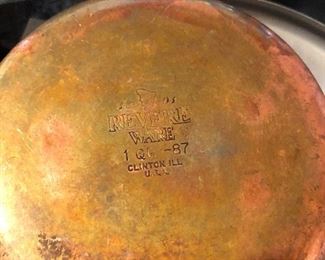 REVERE
WARE
1 Qt -87
CLINTON ILL
U.S.A